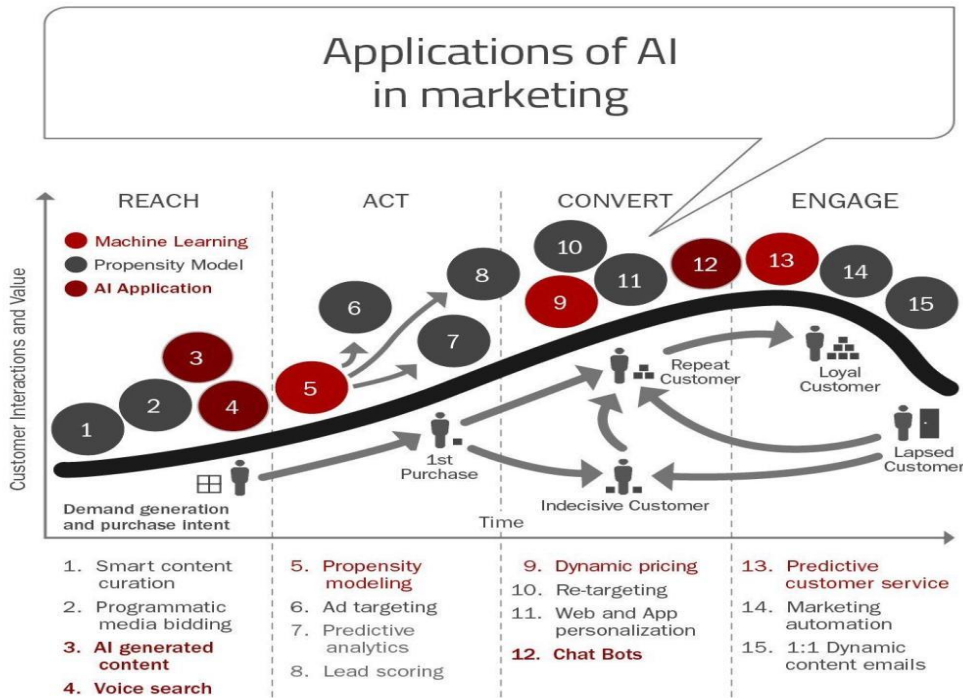 Applications of AI
in marketing
REACH
ACT
CONVERT
ENGAGE
Machine Learning
Propensity Model
AI Application
Customer Interactions and Value
1
2
3
4
5
6
7
8
9
10
11
12
13
14
15
Repeat
Customer
Loyal
Customer
1st
Purchase
Lapsed
Customer
Indecisive Customer
Demand generation
and purchase intent
Time
1. Smart content
curation
2. Programmatic
media bidding
3. AI generated
content
4. Voice search
5. Propensity
modeling
6. Ad targeting
7. Predictive
analytics
8. Lead scoring
9. Dynamic pricing
10. Re-targeting
11. Web and App
personalization
12. Chat Bots
13. Predictive
customer service
14. Marketing
automation
15. 1:1 Dynamic
content emails